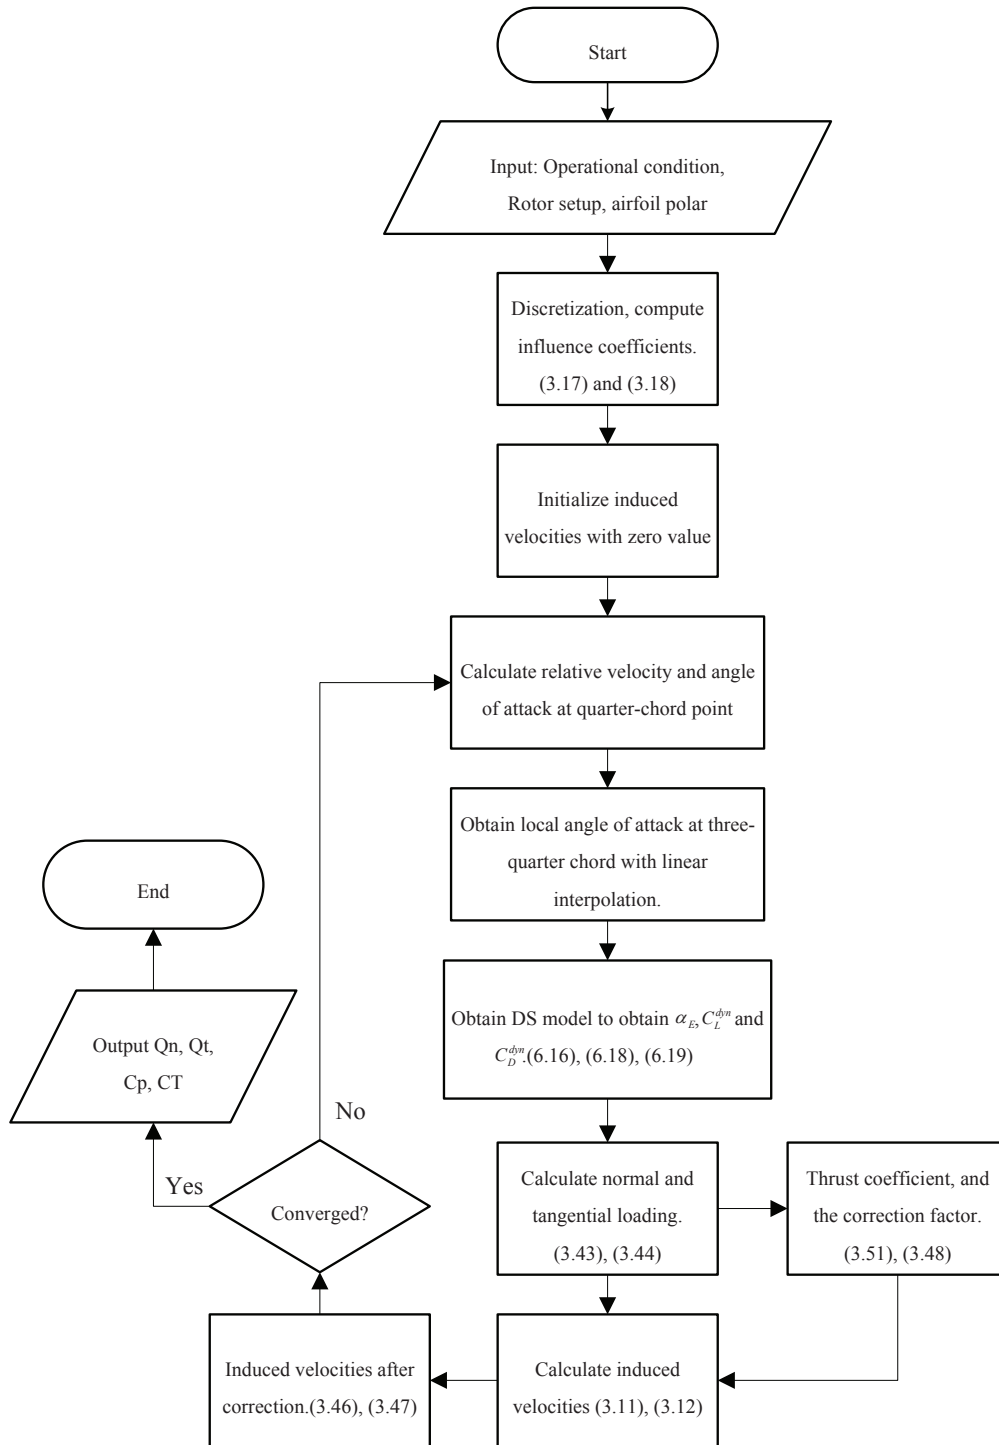 Start
Input: Operational condition,
Rotor setup, airfoil polar
Discretization, compute
influence coefficients.
(3.17) and (3.18)
Initialize induced
velocities with zero value
Calculate relative velocity and angle
of attack at quarter-chord point
Obtain local angle of attack at three-
quarter chord with linear
interpolation.
Obtain DS model to obtain α_E, C_L^{dyn} and
C_D^{dyn}.(6.16), (6.18), (6.19)
Calculate normal and
tangential loading.
(3.43), (3.44)
Thrust coefficient, and
the correction factor.
(3.51), (3.48)
Calculate induced
velocities (3.11), (3.12)
Induced velocities after
correction.(3.46), (3.47)
Converged?
No
Yes
Output Qn, Qt,
Cp, CT
End